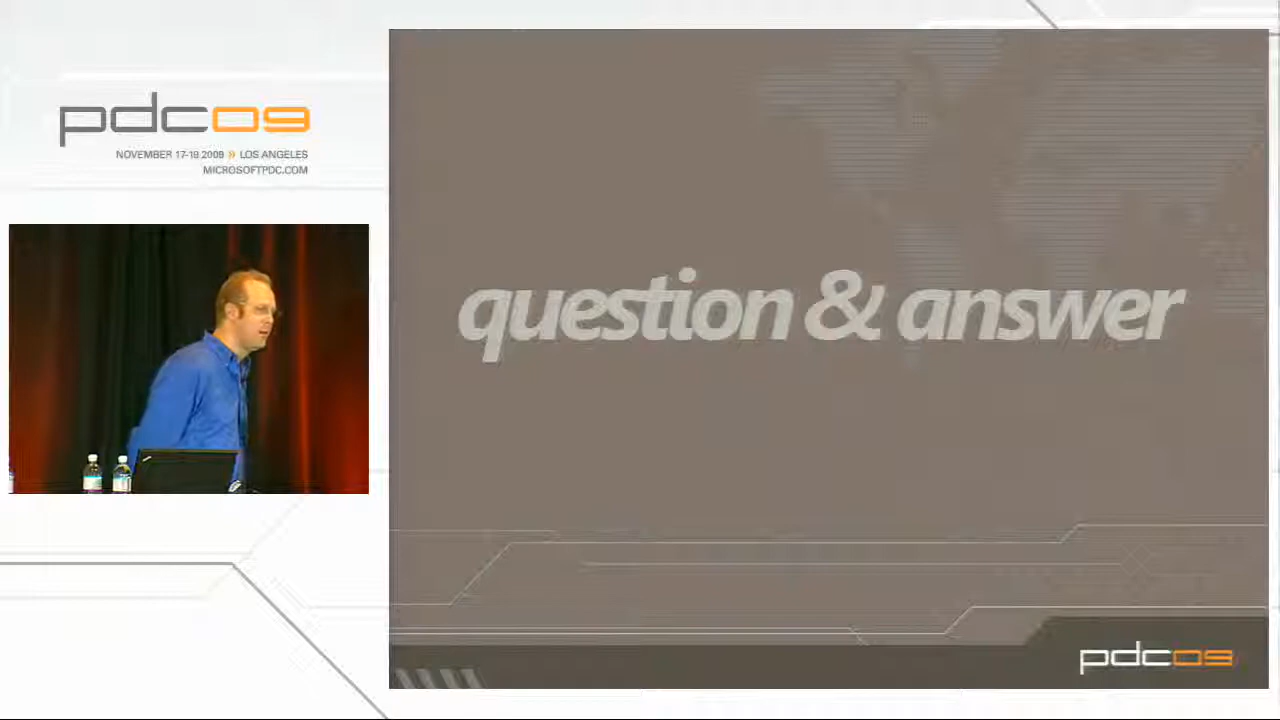 pdc09
NOVEMBER 17-19 2009 » LOS ANGELES
MICROSOFTPDC.COM
question & answer
pdc09